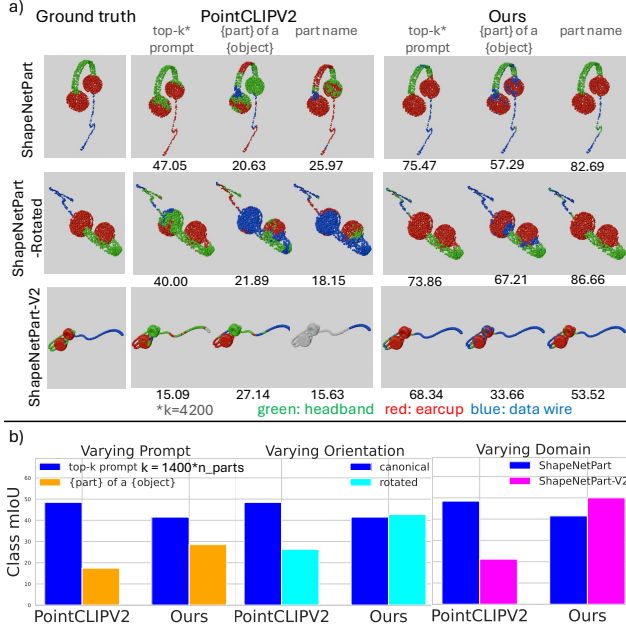 a)
Ground truth
PointCLIPV2
Ours
top-k* prompt
{part} of a {object}
part name
top-k* prompt
{part} of a {object}
part name
ShapeNetPart
47.05 20.63 25.97 75.47 57.29 82.69
ShapeNetPart -Rotated
40.00 21.89 18.15 73.86 67.21 86.66
ShapeNetPart-V2
15.09 27.14 15.63 68.34 33.66 53.52
*k=4200 green: headband red: earcup blue: data wire
b)
Varying Prompt
Varying Orientation
Varying Domain
top-k prompt k = 1400*n_parts
{part} of a {object}
canonical
rotated
ShapeNetPart
ShapeNetPart-V2
Class mIoU
60
50
40
30
20
10
0
PointCLIPV2 Ours PointCLIPV2 Ours PointCLIPV2 Ours